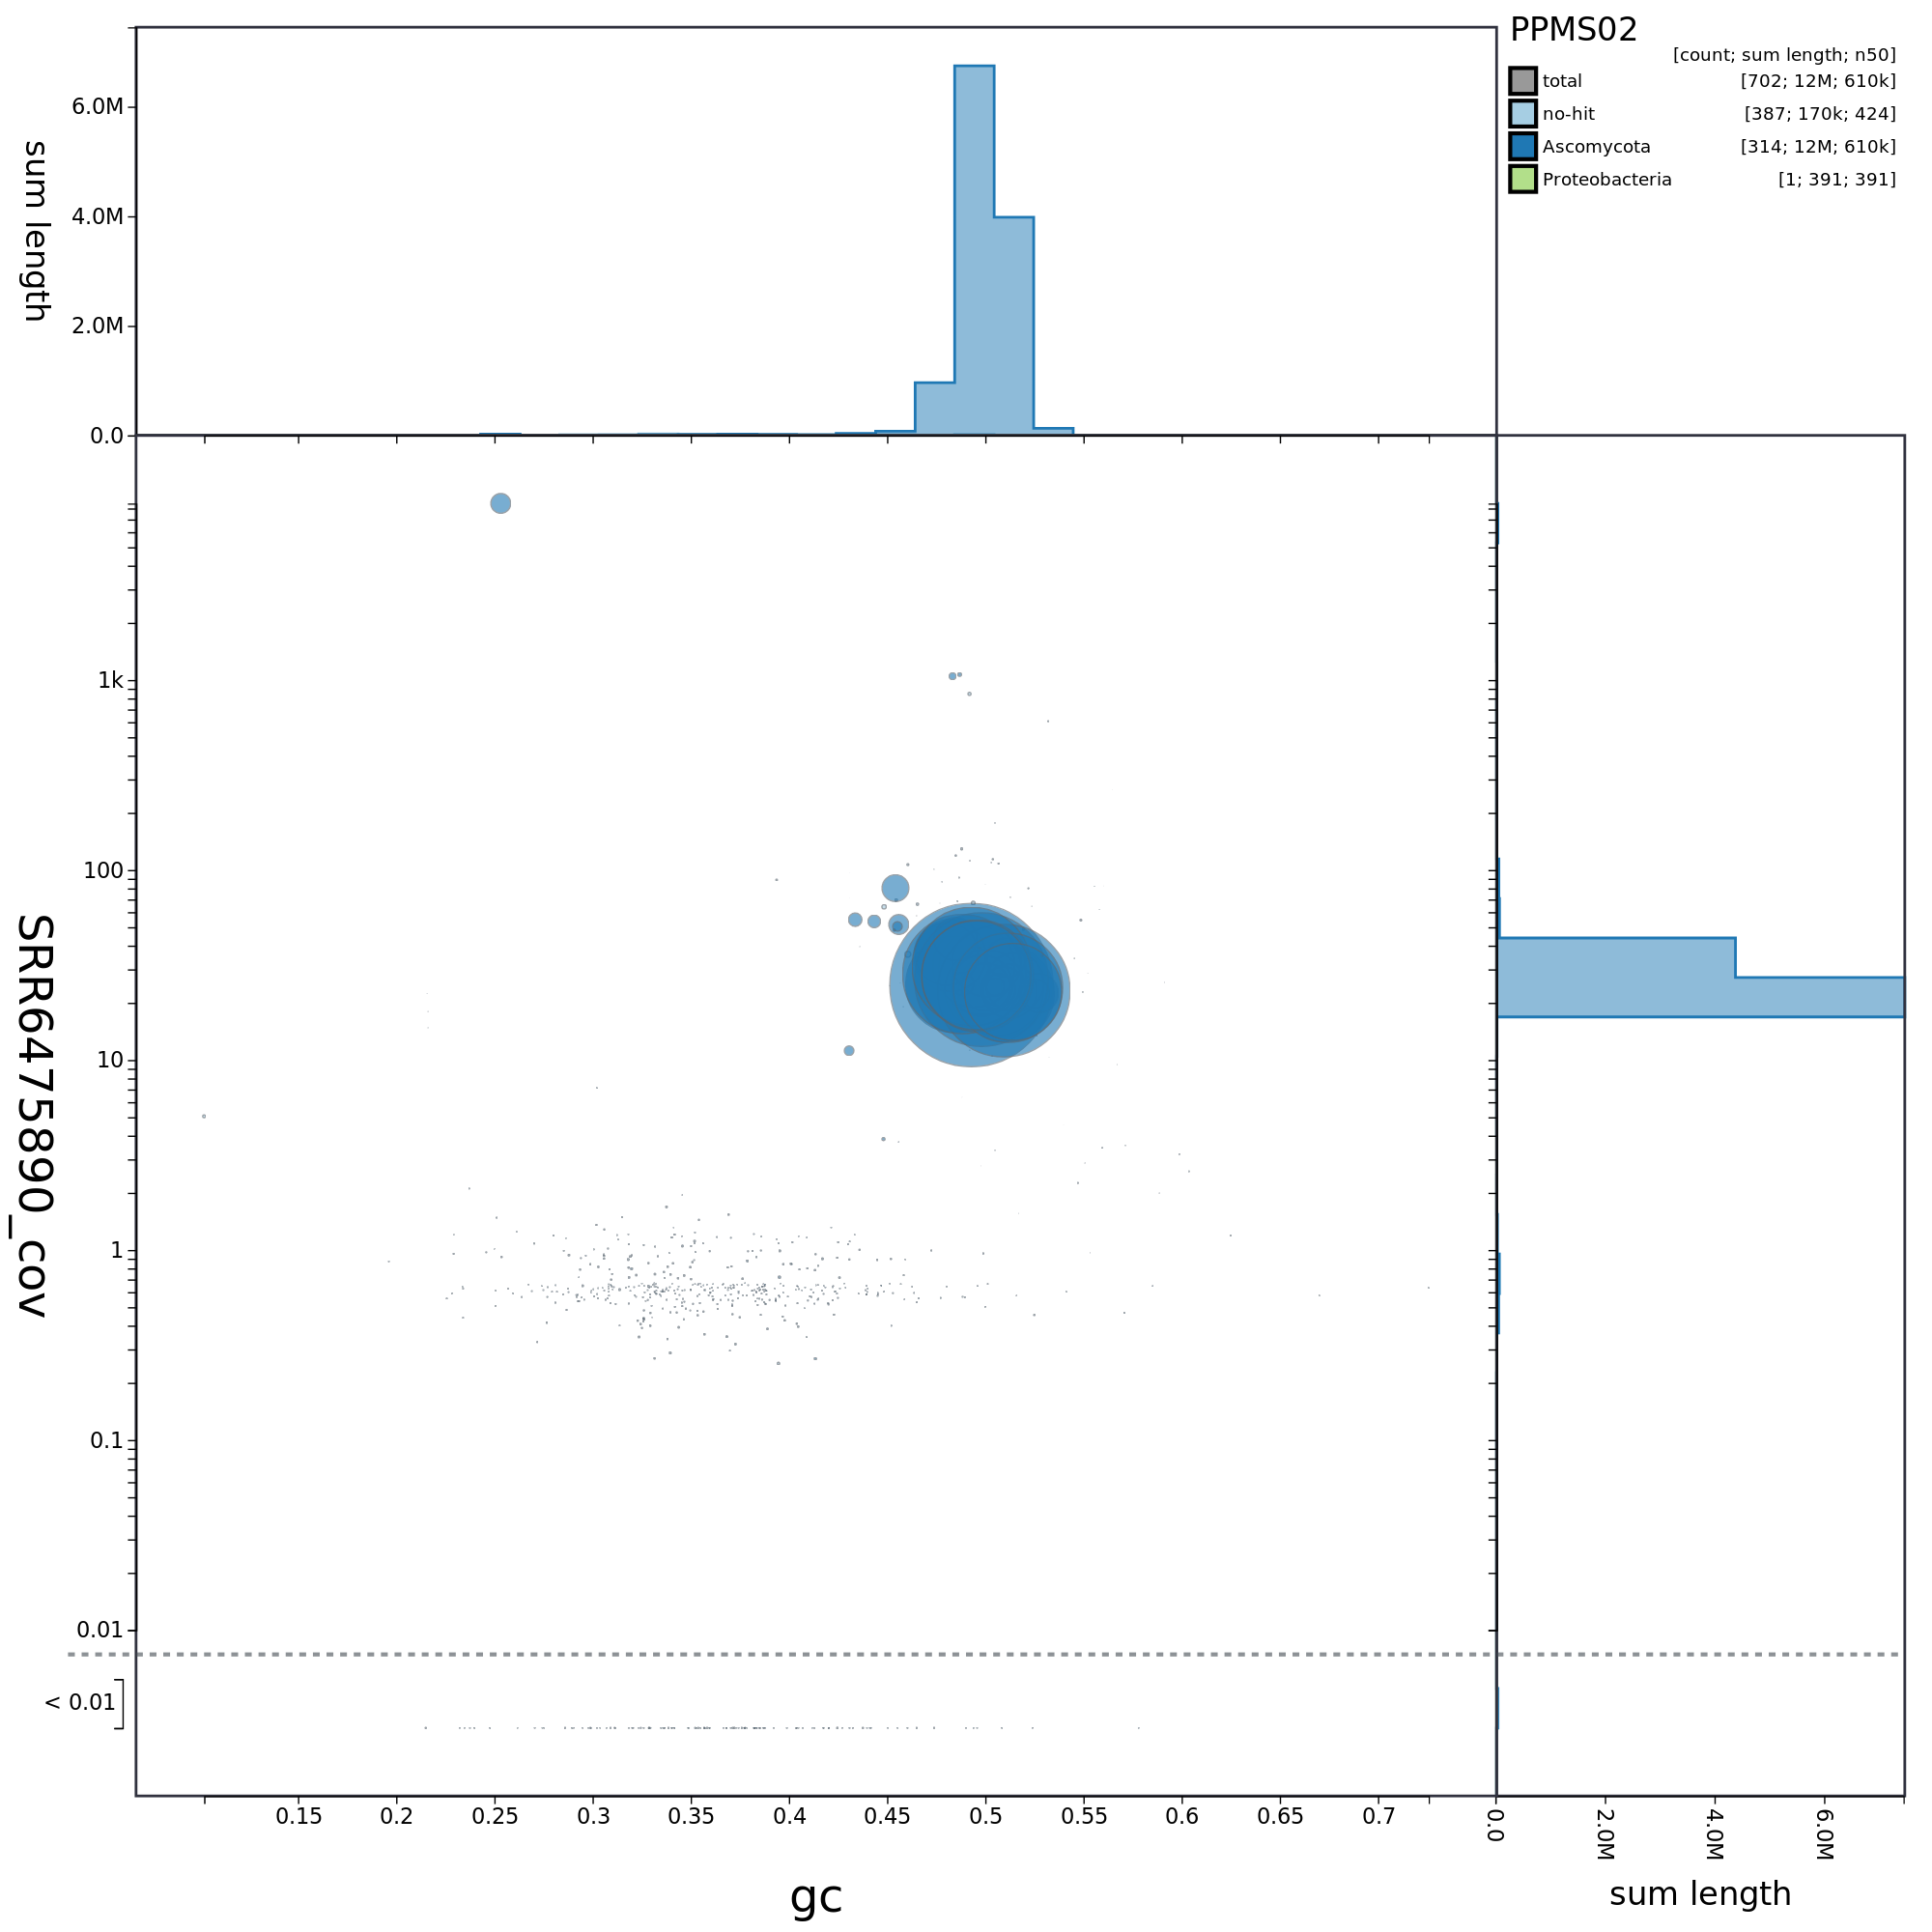 PPMS02
[count; sum length; n50]
total [702; 12M; 610k]
no-hit [387; 170k; 424]
Ascomycota [314; 12M; 610k]
Proteobacteria [1; 391; 391]
sum length
6.0M
4.0M
2.0M
0.0
SRR6475890_cov
1k
100
10
1
0.1
0.01
< 0.01
0.15 0.2 0.25 0.3 0.35 0.4 0.45 0.5 0.55 0.6 0.65 0.7
gc
0.0 2.0M 4.0M 6.0M
sum length